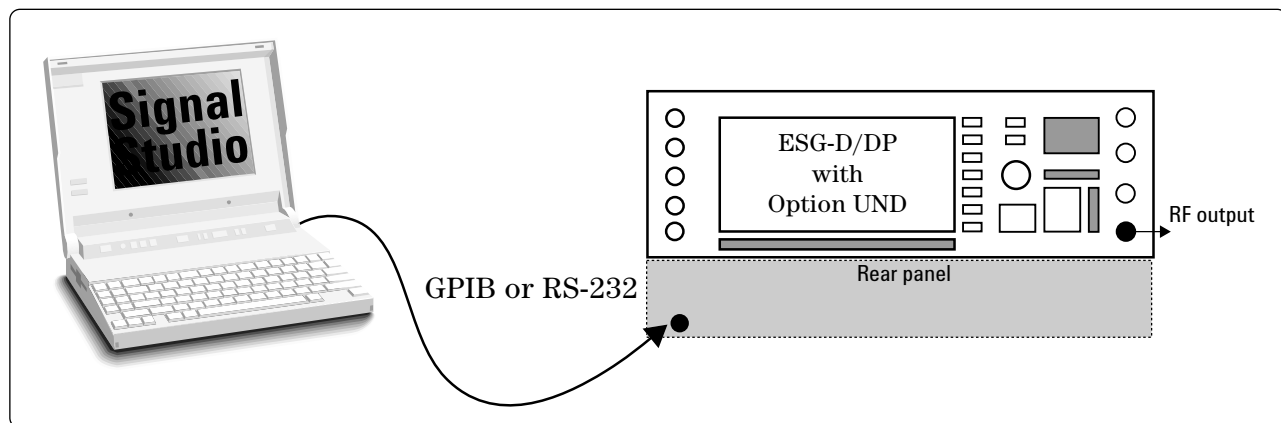 Signal
Studio
GPIB or RS-232
ESG-D/DP
with
Option UND
RF output
Rear panel